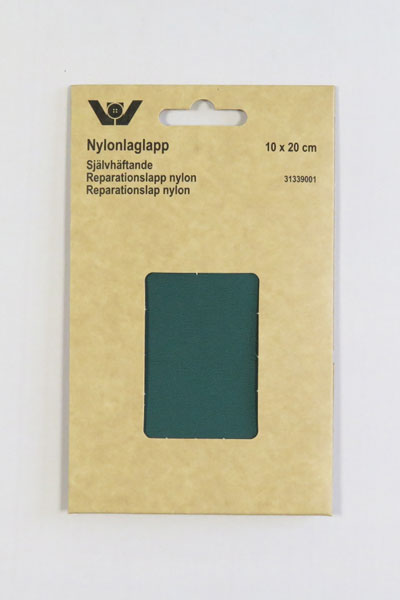 Nylonlaglapp 10 x 20 cm
Självhäftande
Reparationslapp nylon 31339001
Reparationslap nylon